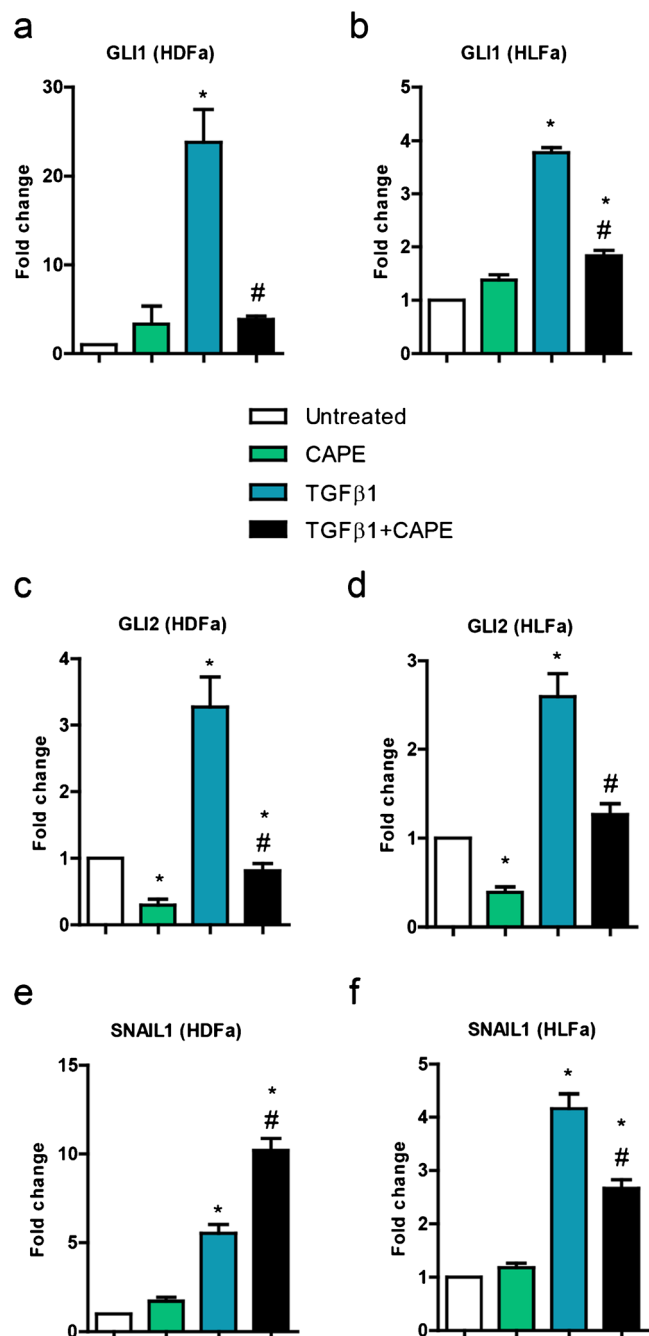 a
GLI1 (HDFa)
Fold change
30
20
10
0
*
#
b
GLI1 (HLFa)
Fold change
5
4
3
2
1
0
*
*
#
Untreated
CAPE
TGFβ1
TGFβ1+CAPE
c
GLI2 (HDFa)
Fold change
4
3
2
1
0
*
*
*
#
d
GLI2 (HLFa)
Fold change
3
2
1
0
*
*
#
e
SNAIL1 (HDFa)
Fold change
15
10
5
0
*
*
#
f
SNAIL1 (HLFa)
Fold change
5
4
3
2
1
0
*
*
#